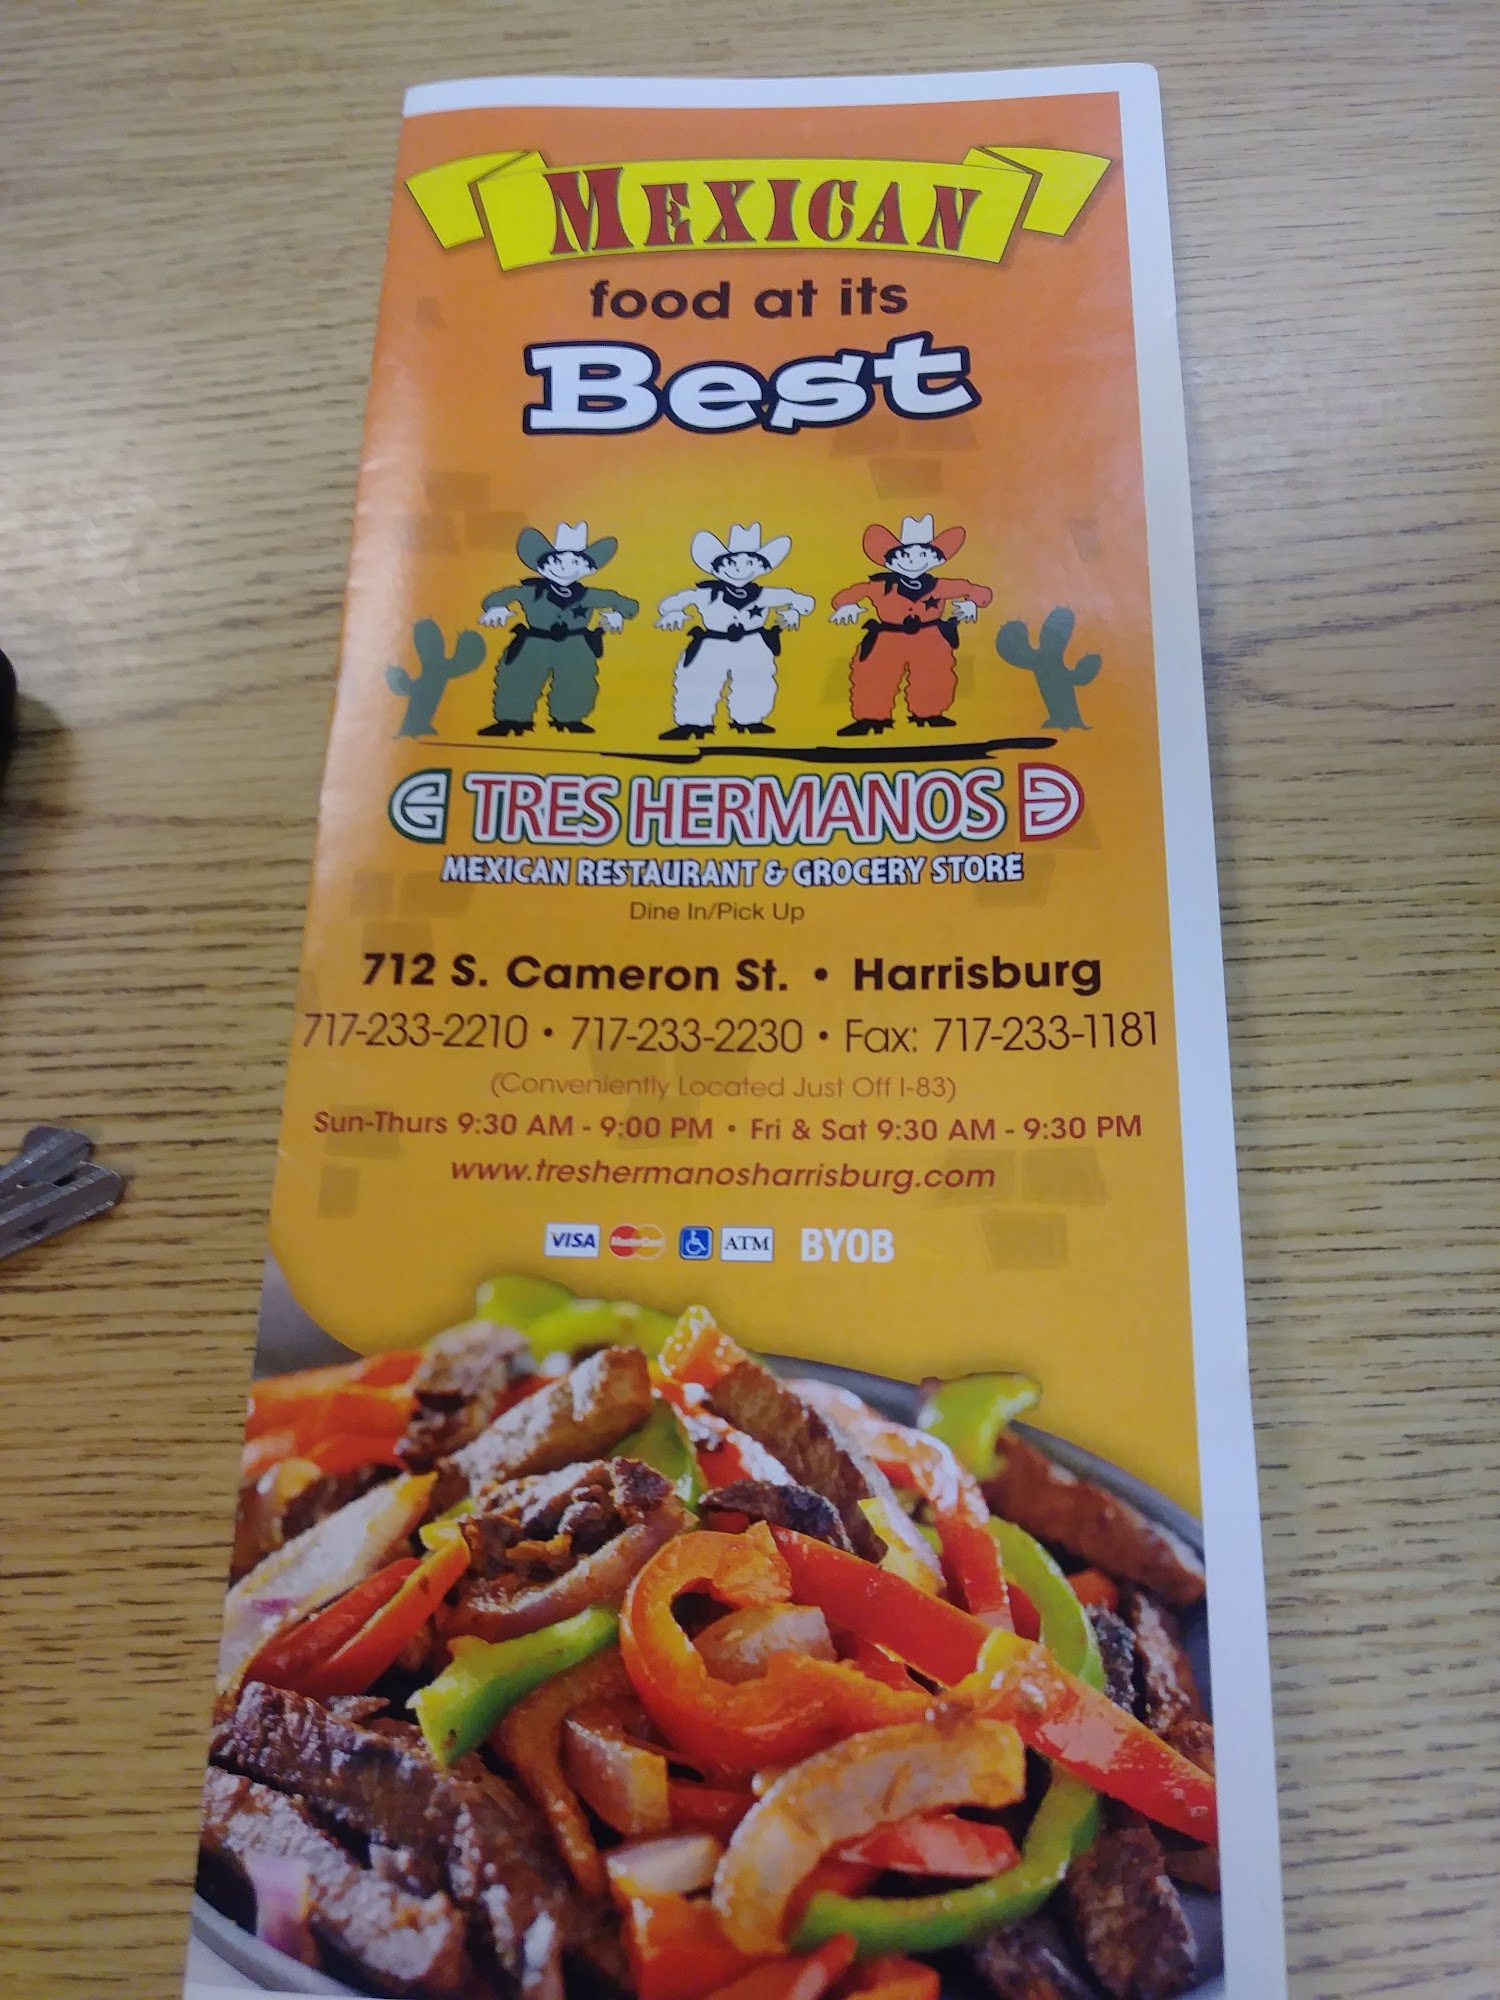 MEXICAN
food at its
Best
TRES HERMANOS
MEXICAN RESTAURANT & GROCERY STORE
Dine In/Pick Up
712 S. Cameron St. • Harrisburg
717-233-2210 • 717-233-2230 • Fax: 717-233-1181
(Conveniently Located Just Off I-83)
Sun-Thurs 9:30 AM - 9:00 PM • Fri & Sat 9:30 AM - 9:30 PM
www.treshermanosharrisburg.com
VISA MasterCard ATM BYOB